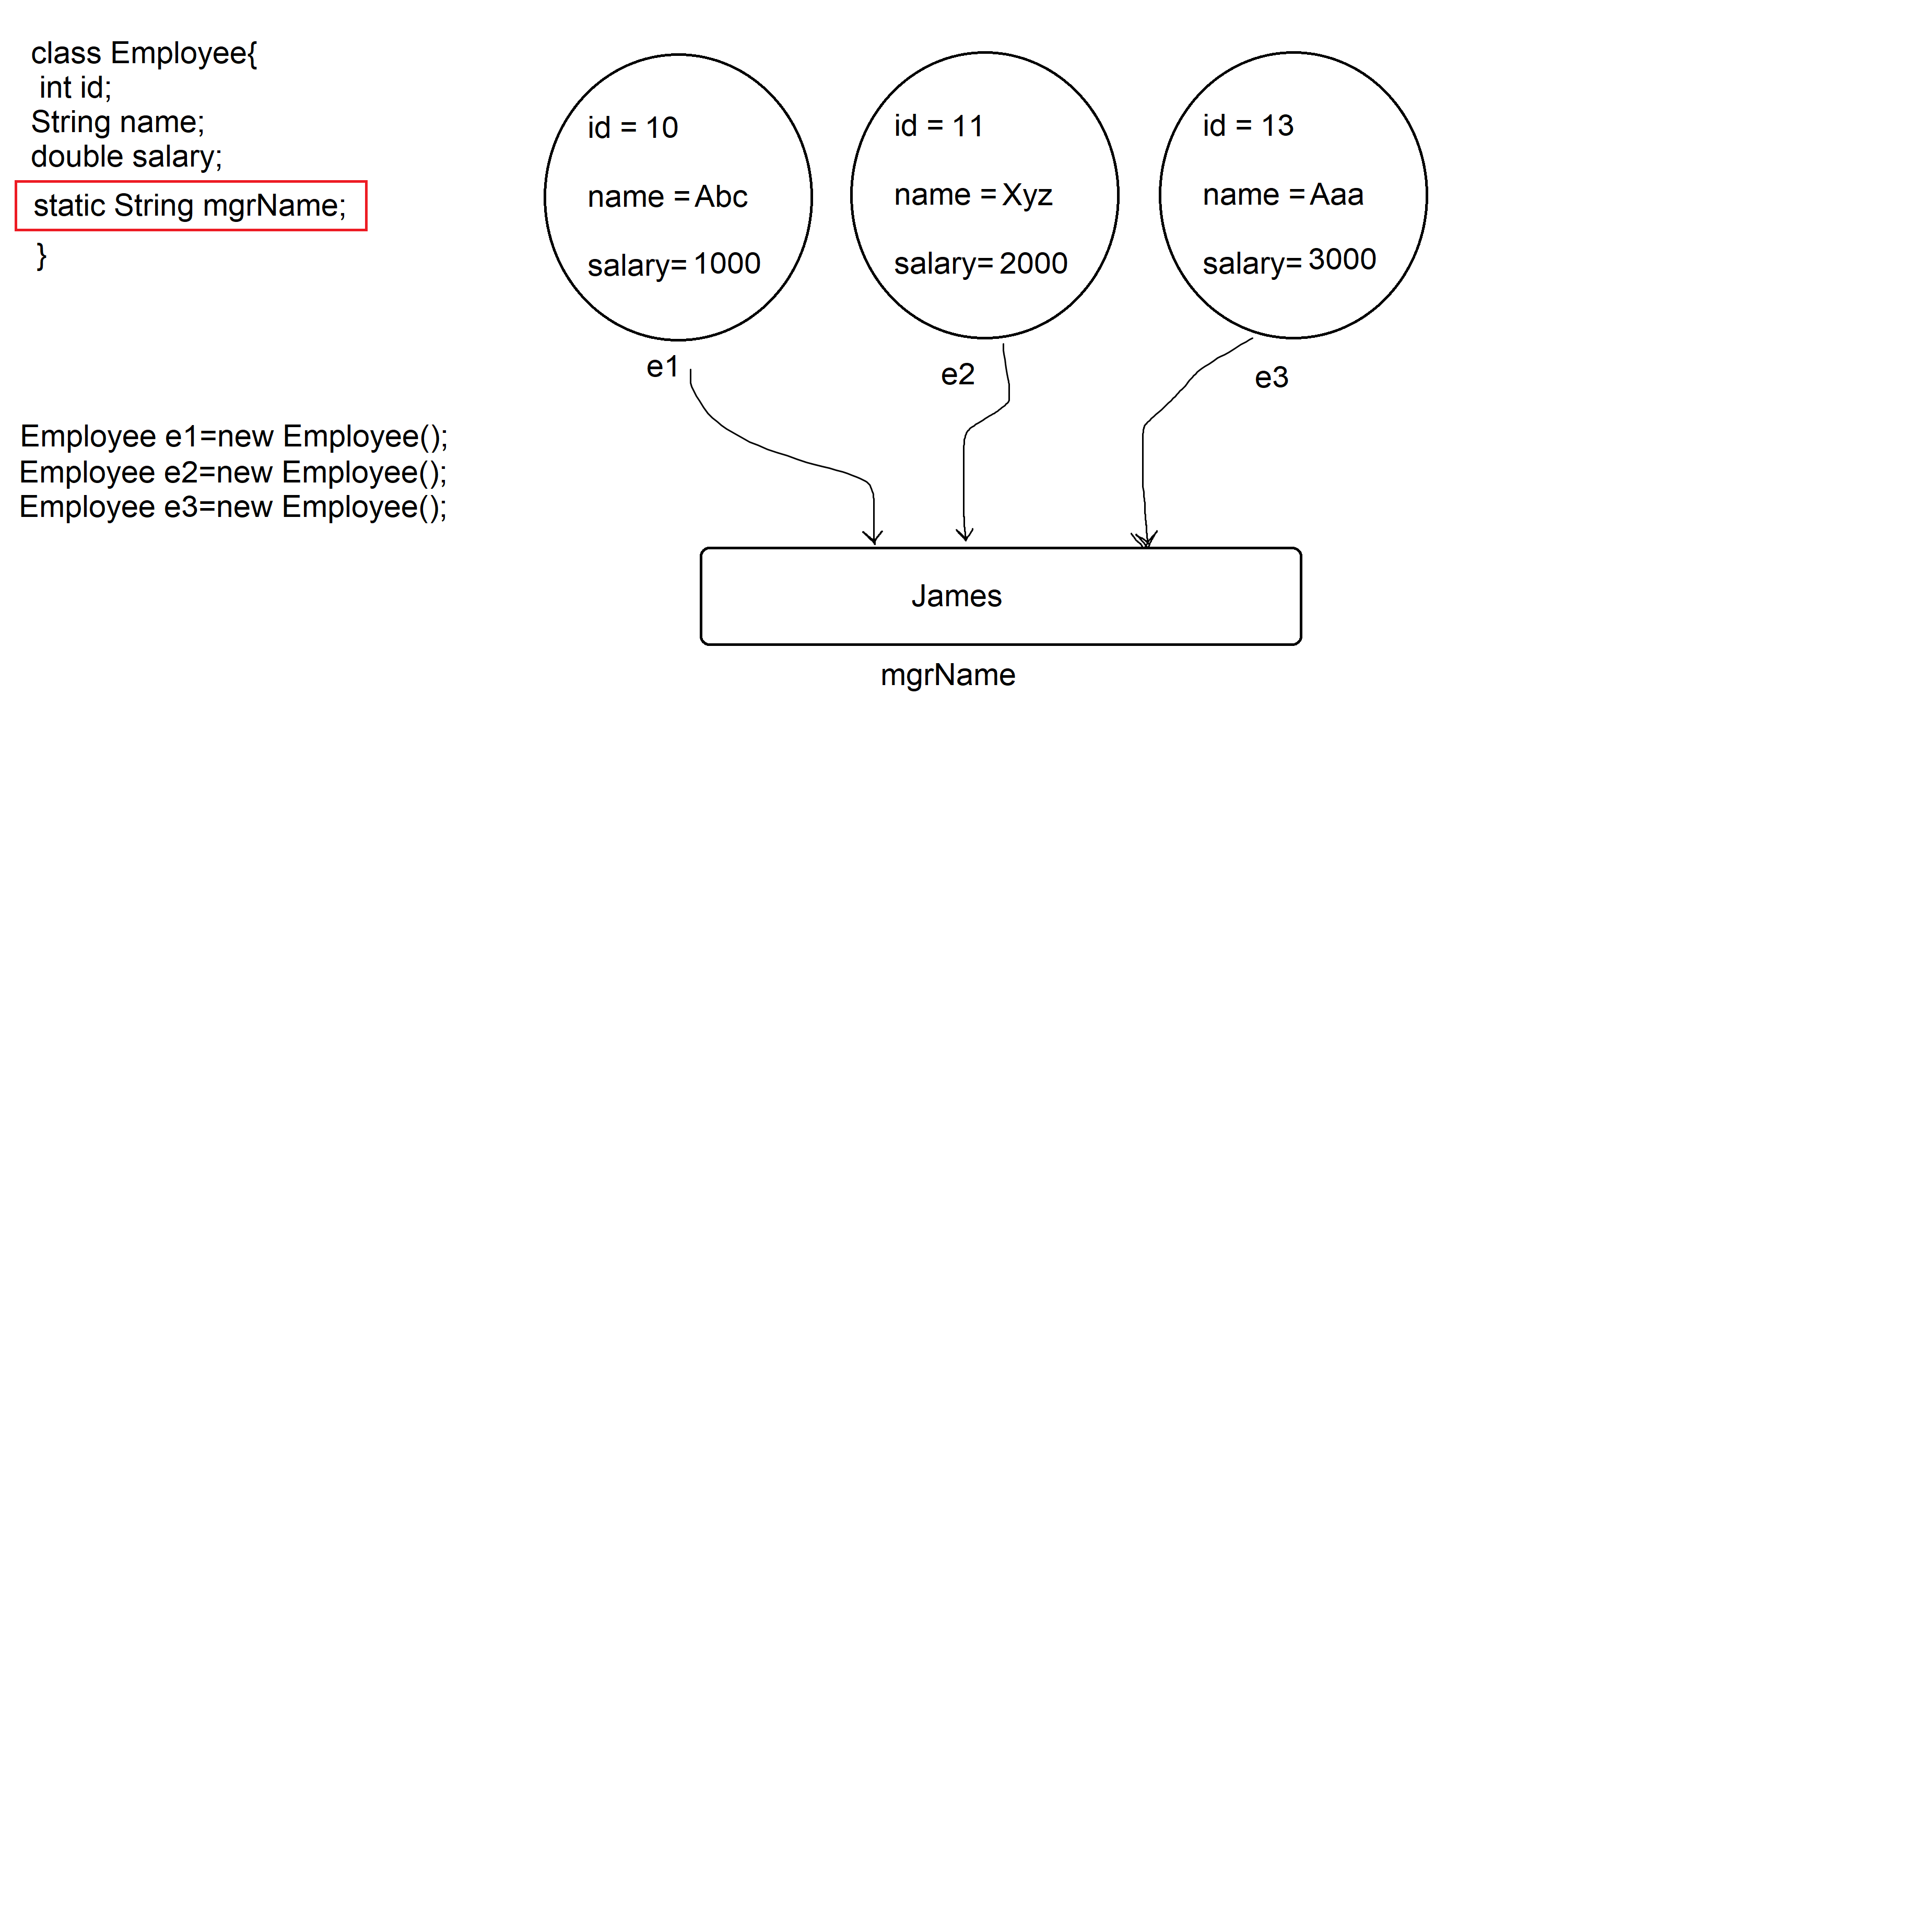 class Employee{
int id;
String name;
double salary;
static String mgrName;
}
Employee e1=new Employee();
Employee e2=new Employee();
Employee e3=new Employee();
id = 10
name =Abc
salary= 1000
e1
id = 11
name =Xyz
salary= 2000
e2
id = 13
name =Aaa
salary= 3000
e3
James
mgrName